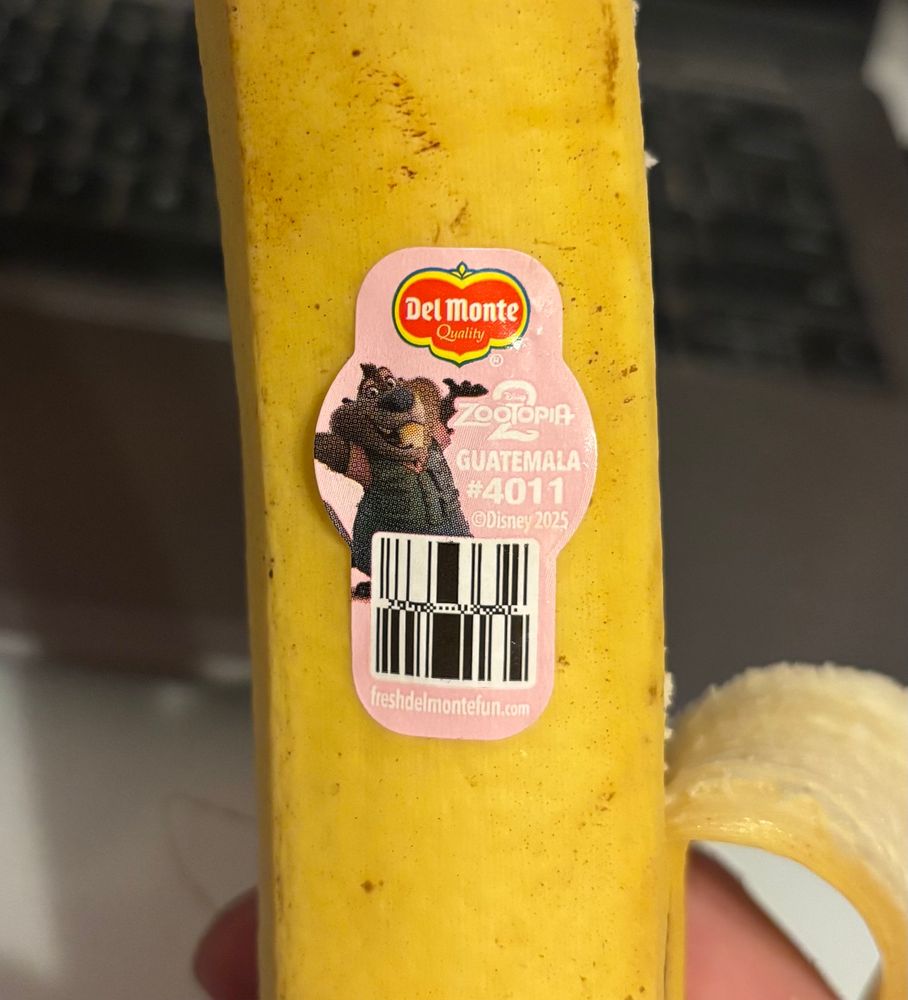 Del Monte
Quality
®
Disney
ZOOTOPIA
2
GUATEMALA
#4011
©Disney 2025
freshdelmontefun.com